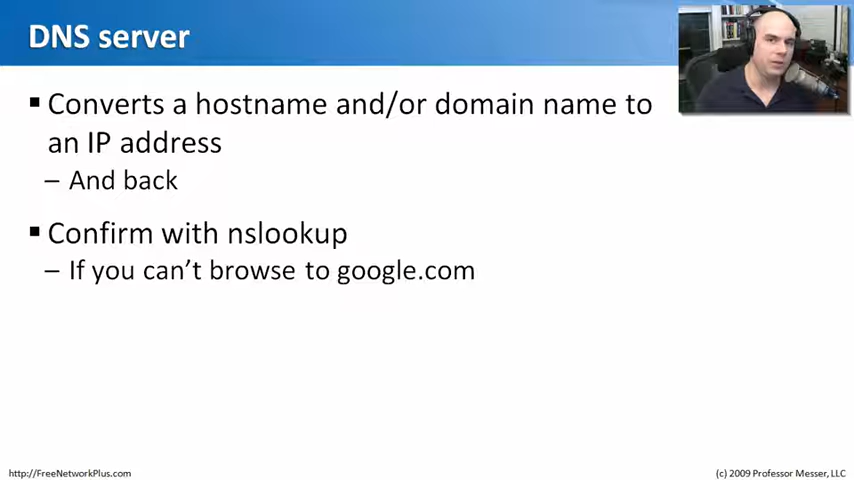 DNS server
▪ Converts a hostname and/or domain name to
an IP address
– And back
▪ Confirm with nslookup
– If you can't browse to google.com
http://FreeNetworkPlus.com
(c) 2009 Professor Messer, LLC